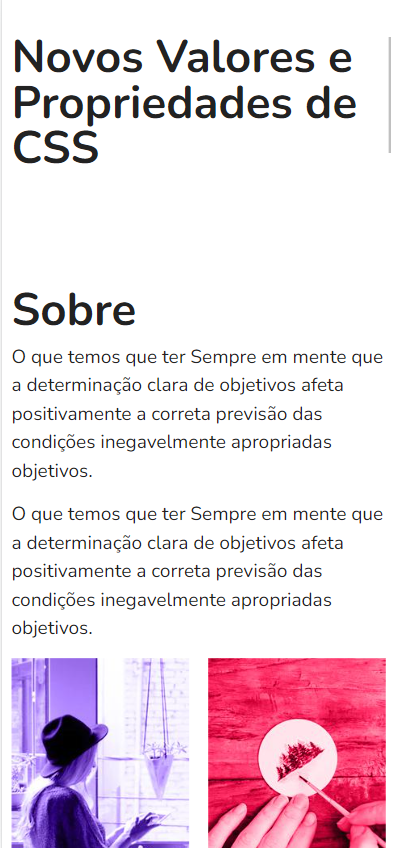 Novos Valores e
Propriedades de
CSS
Sobre
O que temos que ter Sempre em mente que
a determinação clara de objetivos afeta
positivamente a correta previsão das
condições inegavelmente apropriadas
objetivos.
O que temos que ter Sempre em mente que
a determinação clara de objetivos afeta
positivamente a correta previsão das
condições inegavelmente apropriadas
objetivos.